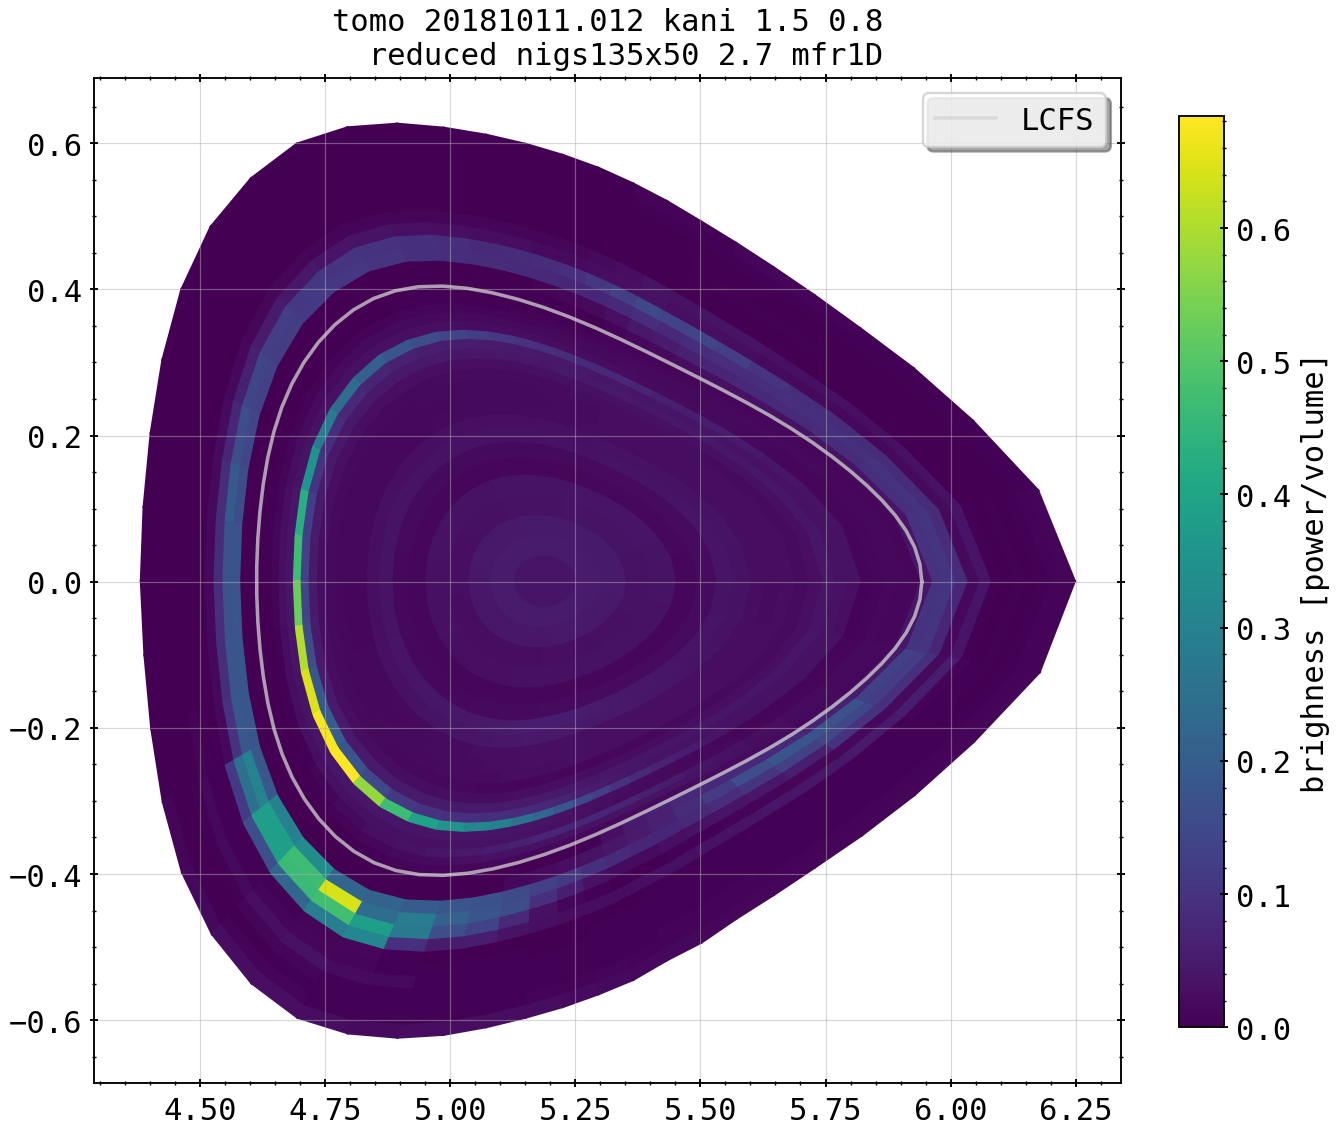 tomo 20181011.012 kani 1.5 0.8
reduced nigs135x50 2.7 mfr1D
LCFS
0.6
0.4
0.2
0.0
−0.2
−0.4
−0.6
4.50 4.75 5.00 5.25 5.50 5.75 6.00 6.25
0.6
0.5
0.4
0.3
0.2
0.1
0.0
brighness [power/volume]